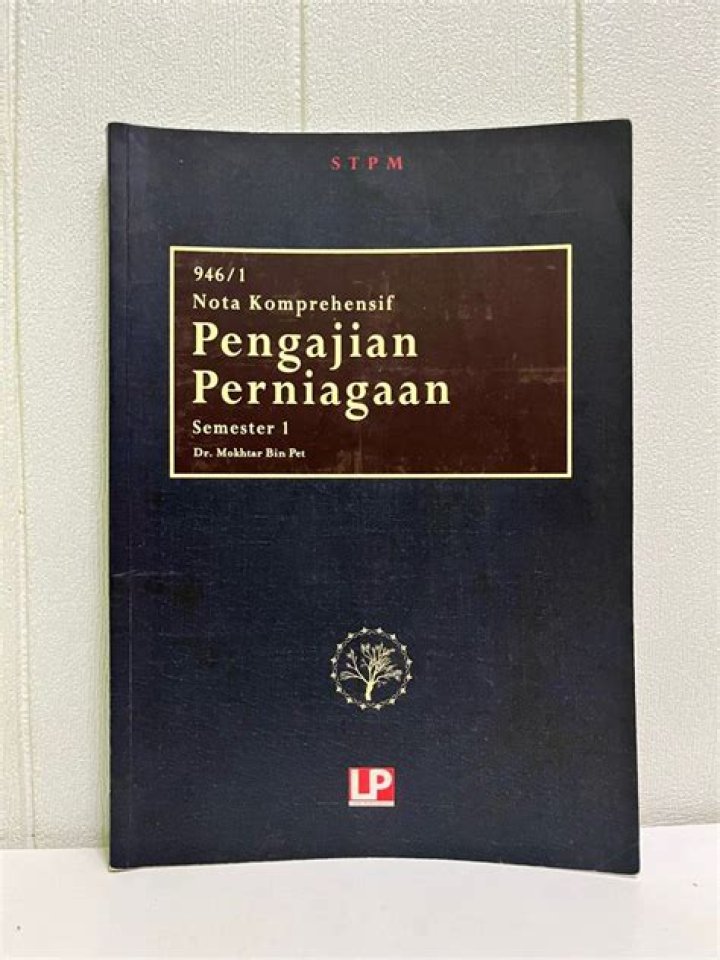 STPM
946/1
Nota Komprehensif
Pengajian
Perniagaan
Semester 1
Dr. Mokhtar Bin Pet
LP